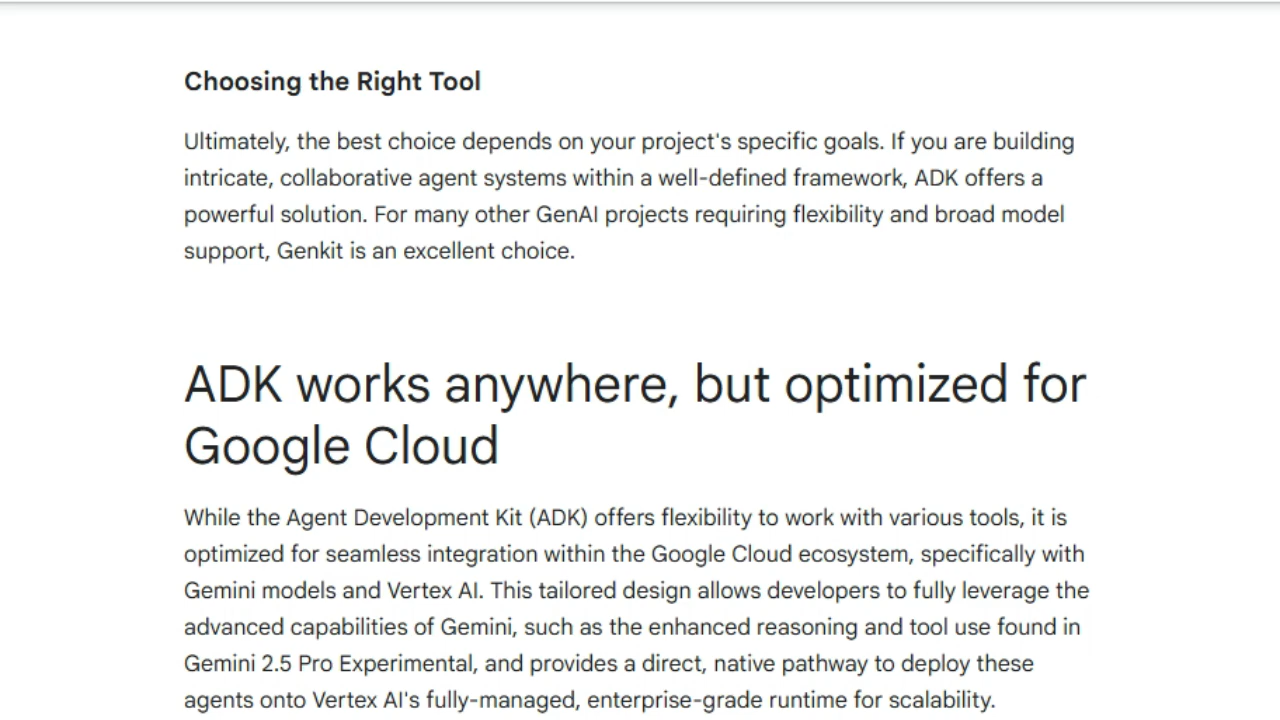 Choosing the Right Tool
Ultimately, the best choice depends on your project's specific goals. If you are building
intricate, collaborative agent systems within a well-defined framework, ADK offers a
powerful solution. For many other GenAI projects requiring flexibility and broad model
support, Genkit is an excellent choice.
ADK works anywhere, but optimized for
Google Cloud
While the Agent Development Kit (ADK) offers flexibility to work with various tools, it is
optimized for seamless integration within the Google Cloud ecosystem, specifically with
Gemini models and Vertex AI. This tailored design allows developers to fully leverage the
advanced capabilities of Gemini, such as the enhanced reasoning and tool use found in
Gemini 2.5 Pro Experimental, and provides a direct, native pathway to deploy these
agents onto Vertex AI's fully-managed, enterprise-grade runtime for scalability.